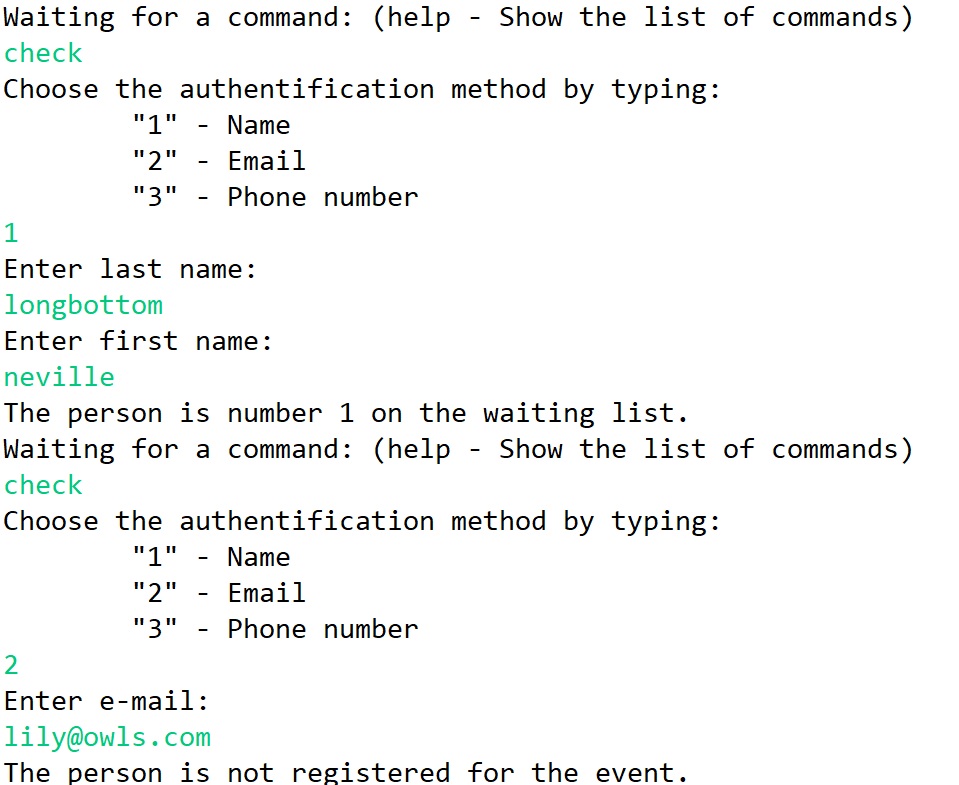 Waiting for a command: (help - Show the list of commands)
check
Choose the authentification method by typing:
"1" - Name
"2" - Email
"3" - Phone number
1
Enter last name:
longbottom
Enter first name:
neville
The person is number 1 on the waiting list.
Waiting for a command: (help - Show the list of commands)
check
Choose the authentification method by typing:
"1" - Name
"2" - Email
"3" - Phone number
2
Enter e-mail:
lily@owls.com
The person is not registered for the event.